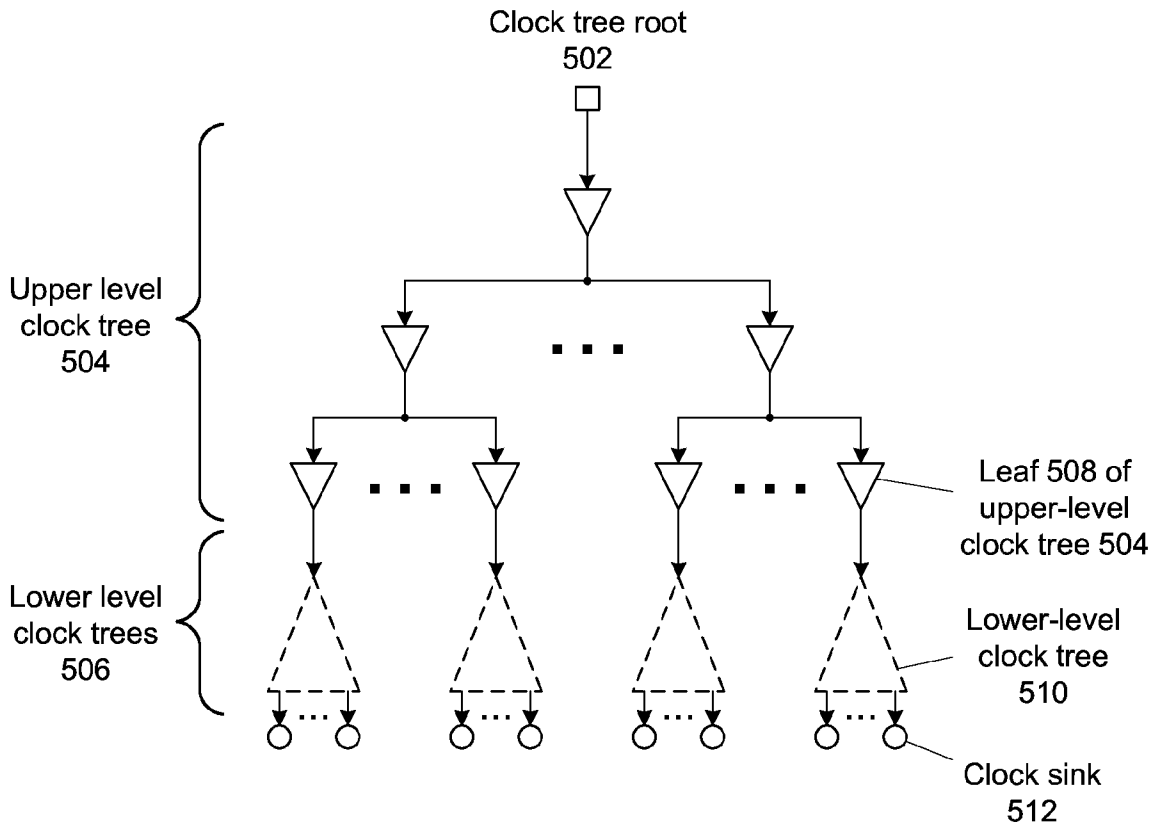 Clock tree root
502
Upper level
clock tree
504
Leaf 508 of
upper-level
clock tree 504
Lower level
clock trees
506
Lower-level
clock tree
510
Clock sink
512